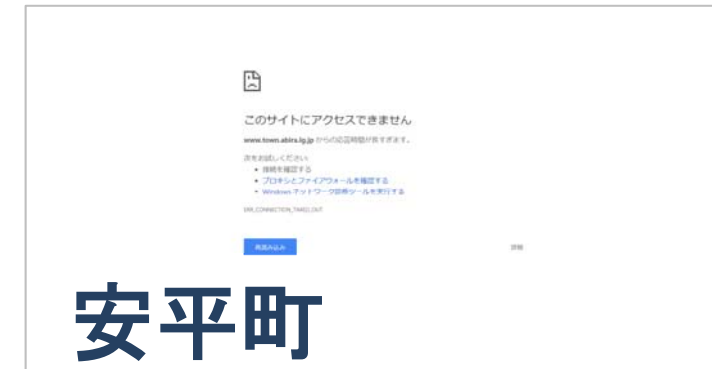 このサイトにアクセスできません
www.town.abira.lg.jp からの応答時間が長すぎます。
次をお試しください:
• 接続を確認する
• プロキシとファイアウォールを確認する
• Windows ネットワーク診断ツールを実行する
ERR_CONNECTION_TIMED_OUT
再読み込み
詳細
安平町